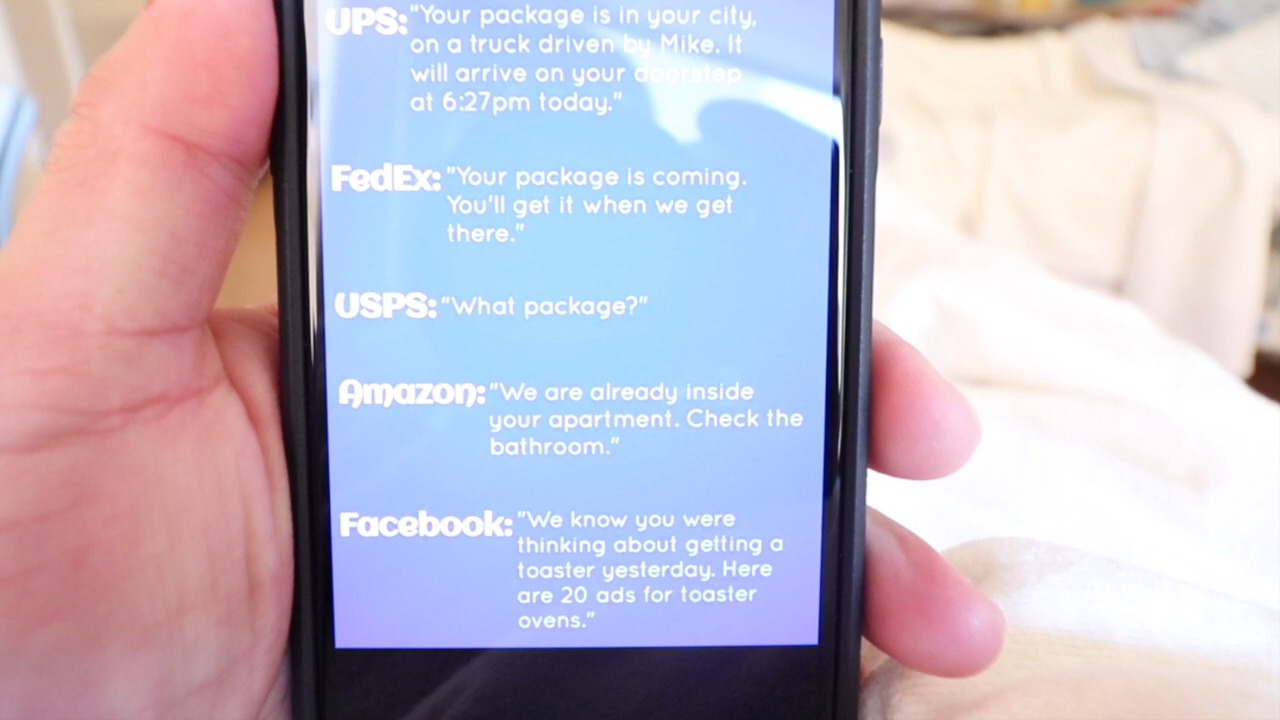 UPS: "Your package is in your city,
on a truck driven by Mike. It
will arrive on your doorstep
at 6:27pm today."
FedEx: "Your package is coming.
You'll get it when we get
there."
USPS: "What package?"
Amazon: "We are already inside
your apartment. Check the
bathroom."
Facebook: "We know you were
thinking about getting a
toaster yesterday. Here
are 20 ads for toaster
ovens."